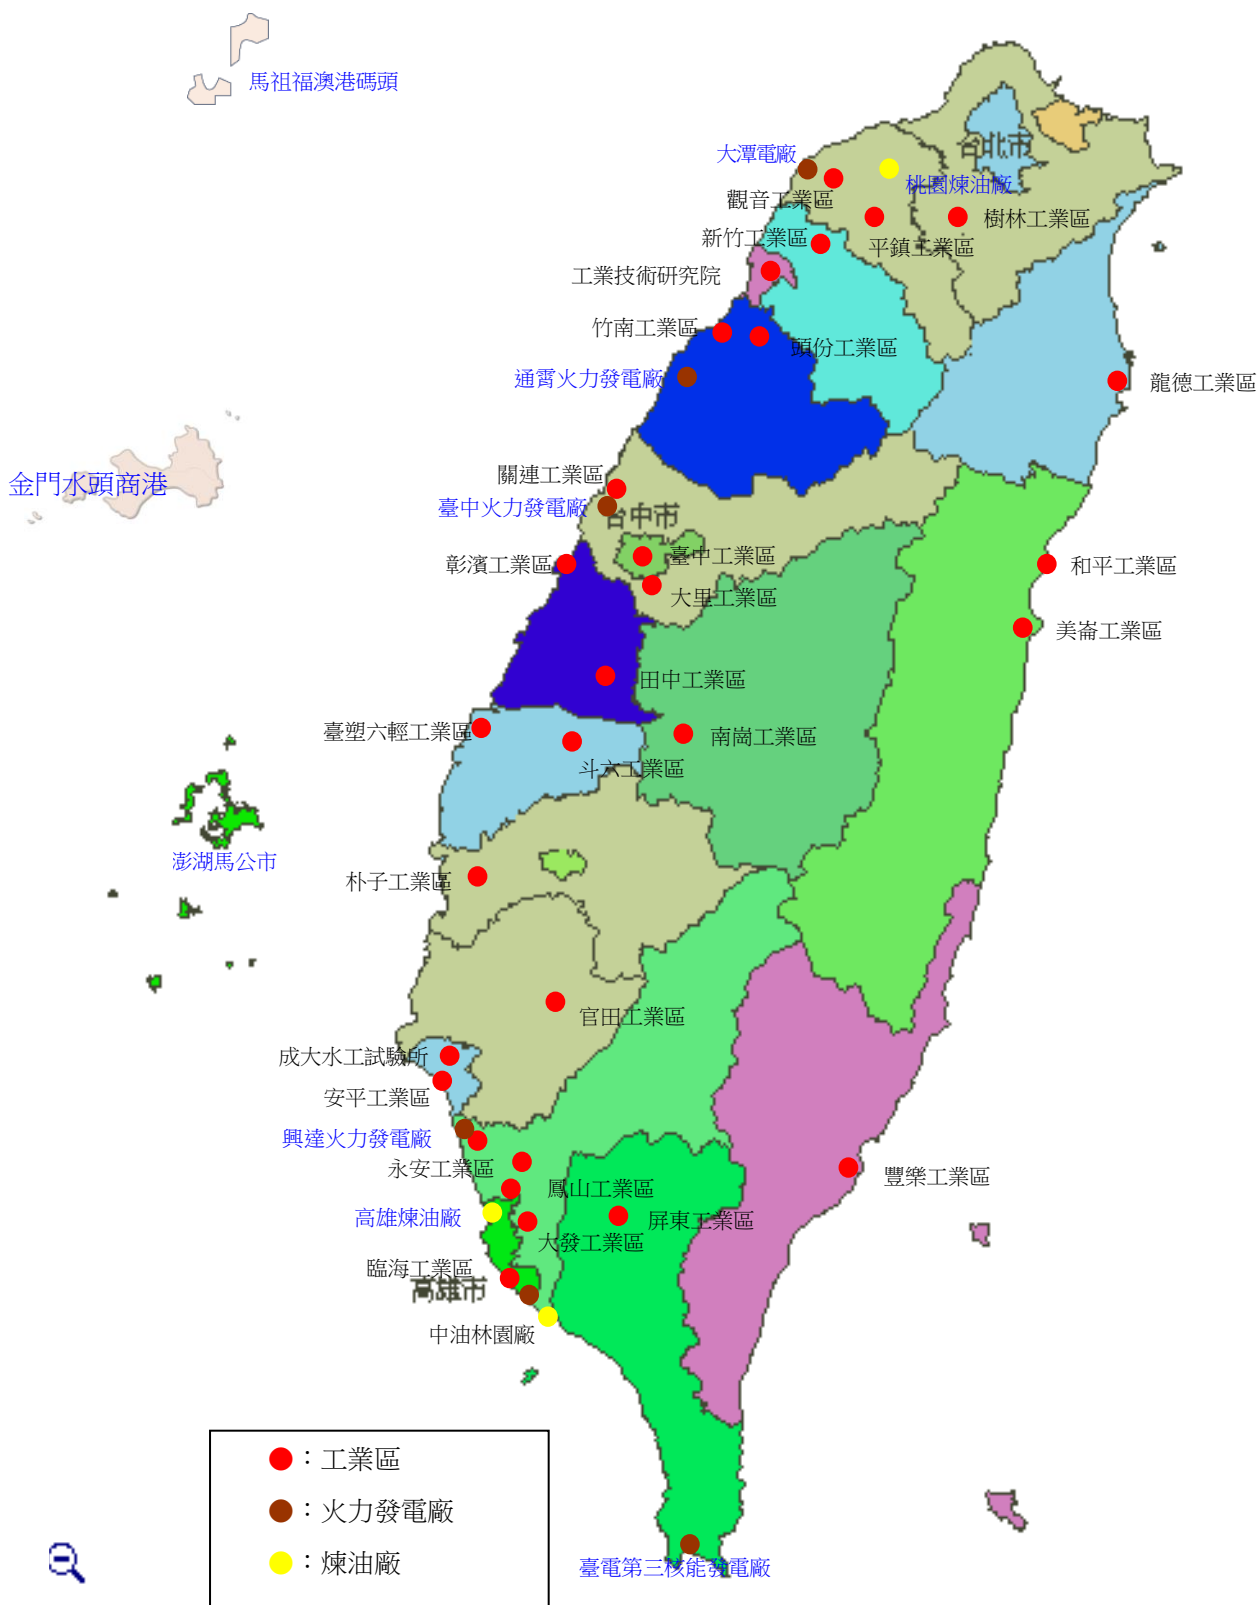 馬祖福澳港碼頭
台北市
大潭電廠
桃園煉油廠
觀音工業區
樹林工業區
新竹工業區
平鎮工業區
工業技術研究院
竹南工業區
頭份工業區
通霄火力發電廠
龍德工業區
關連工業區
金門水頭商港
臺中火力發電廠
台中市
臺中工業區
彰濱工業區
和平工業區
大里工業區
美崙工業區
田中工業區
臺塑六輕工業區
南崗工業區
斗六工業區
澎湖馬公市
朴子工業區
官田工業區
成大水工試驗所
安平工業區
興達火力發電廠
永安工業區
豐樂工業區
鳳山工業區
高雄煉油廠
屏東工業區
大發工業區
臨海工業區
高雄市
中油林園廠
：工業區
：火力發電廠
：煉油廠
臺電第三核能發電廠